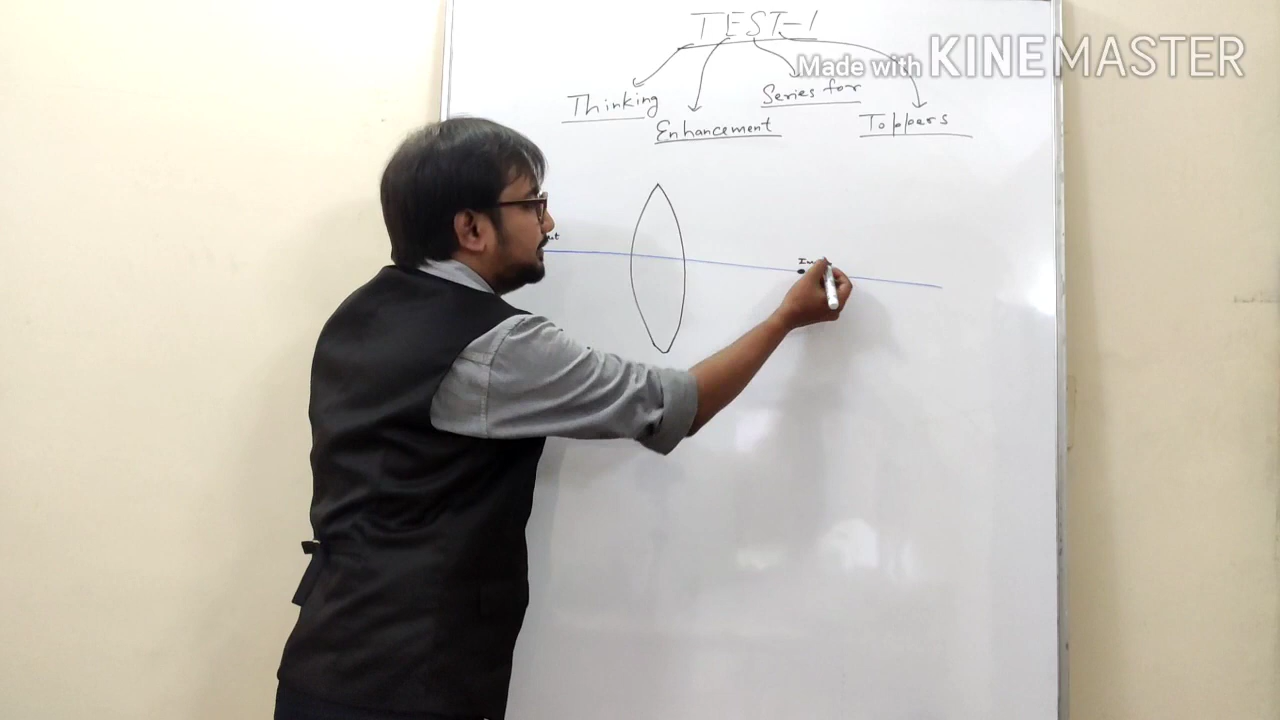 TEST-1
Made with KINEMASTER
Thinking
Series for
Enhancement
Toppers